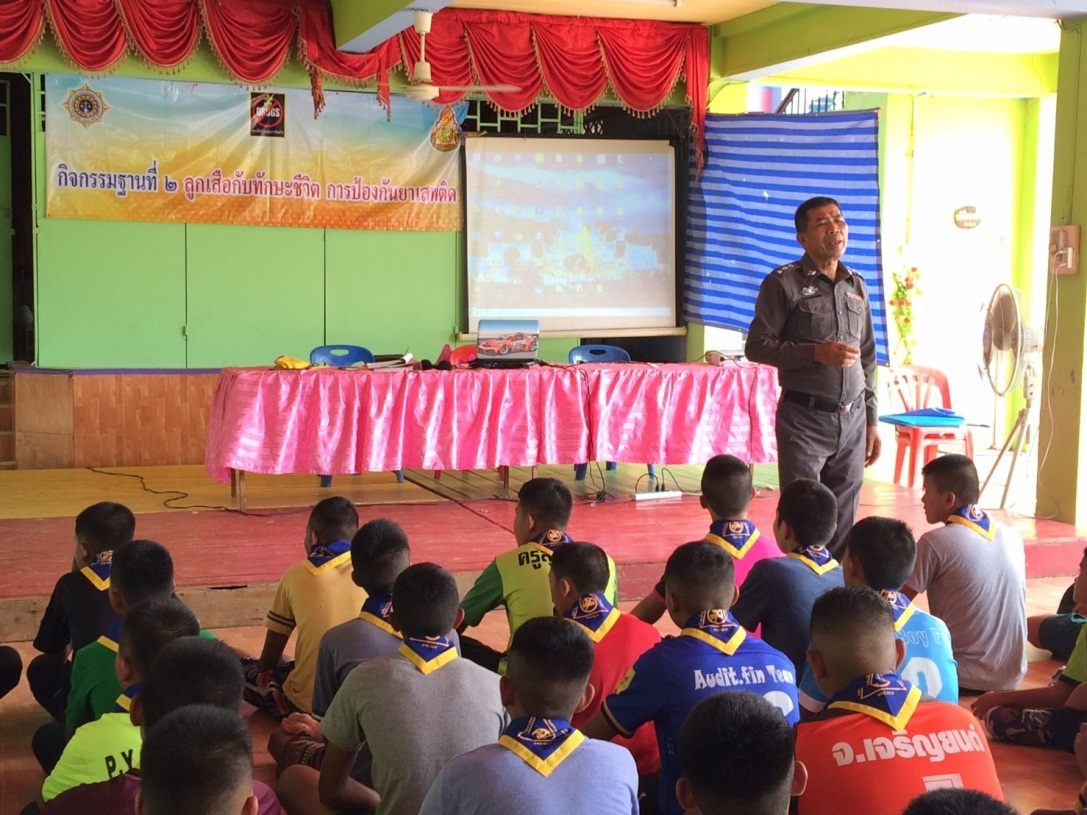 DRUGS
กิจกรรมฐานที่ ๒ ลูกเสือกับทักษะชีวิต การป้องกันยาเสพติด
ครู
Audit.fin Team
Boy
P.Y
จ.เจริญยนต์